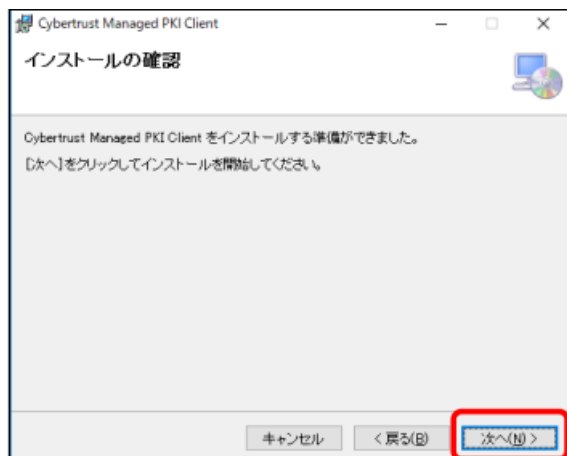 Cybertrust Managed PKI Client
インストールの確認
Cybertrust Managed PKI Client をインストールする準備ができました。
[次へ]をクリックしてインストールを開始してください。
キャンセル
< 戻る(B)
次へ(N) >